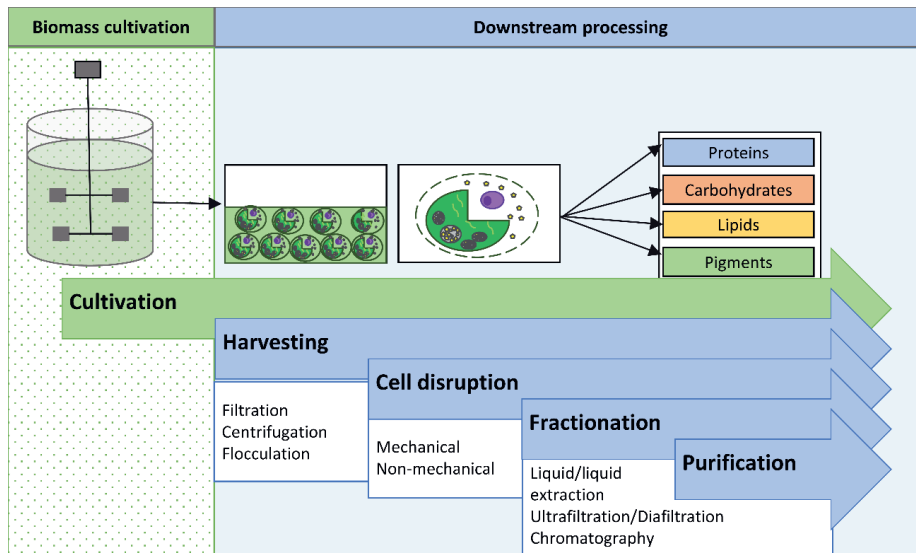 Biomass cultivation
Downstream processing
Proteins
Carbohydrates
Lipids
Pigments
Cultivation
Harvesting
Filtration
Centrifugation
Flocculation
Cell disruption
Mechanical
Non-mechanical
Fractionation
Liquid/liquid
extraction
Ultrafiltration/Diafiltration
Chromatography
Purification